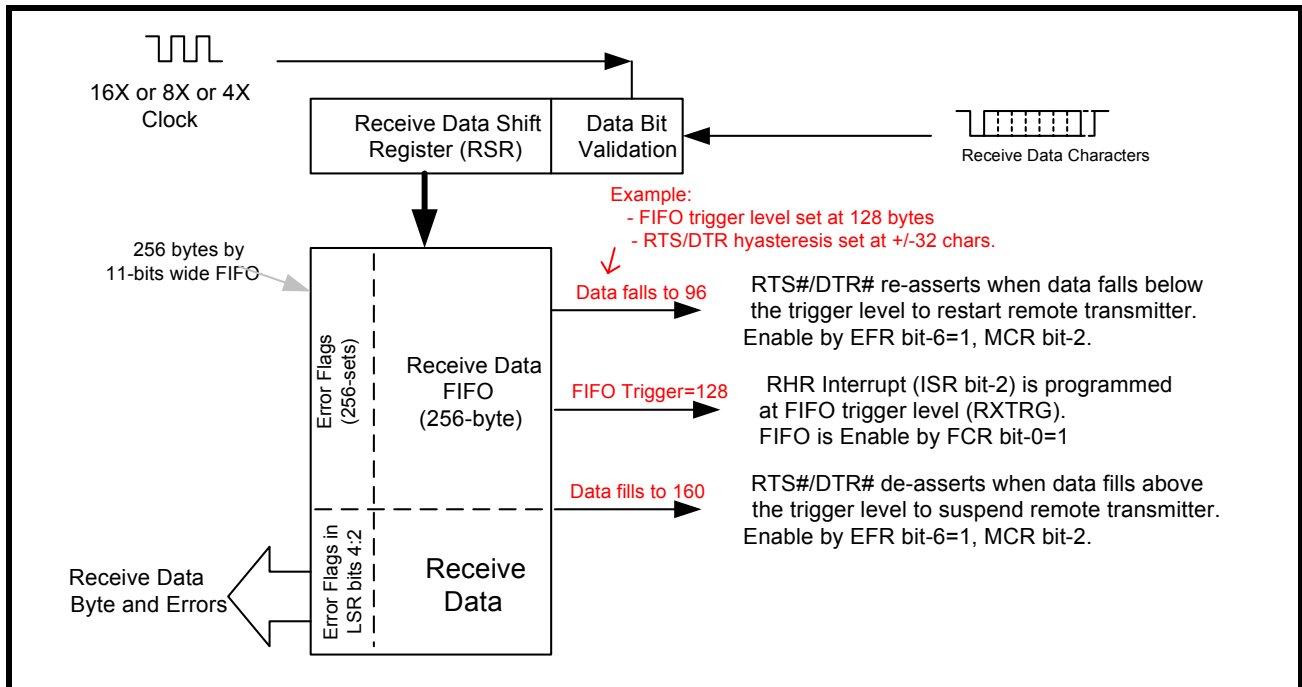 16X or 8X or 4X
Clock
Receive Data Shift
Register (RSR)
Data Bit
Validation
Receive Data Characters
Example:
- FIFO trigger level set at 128 bytes
- RTS/DTR hyasteresis set at +/-32 chars.
256 bytes by
11-bits wide FIFO
Error Flags
(256-sets)
Receive Data
FIFO
(256-byte)
Data falls to 96
RTS#/DTR# re-asserts when data falls below
the trigger level to restart remote transmitter.
Enable by EFR bit-6=1, MCR bit-2.
FIFO Trigger=128
RHR Interrupt (ISR bit-2) is programmed
at FIFO trigger level (RXTRG).
FIFO is Enable by FCR bit-0=1
Data fills to 160
RTS#/DTR# de-asserts when data fills above
the trigger level to suspend remote transmitter.
Enable by EFR bit-6=1, MCR bit-2.
Error Flags in
LSR bits 4:2
Receive
Data
Receive Data
Byte and Errors